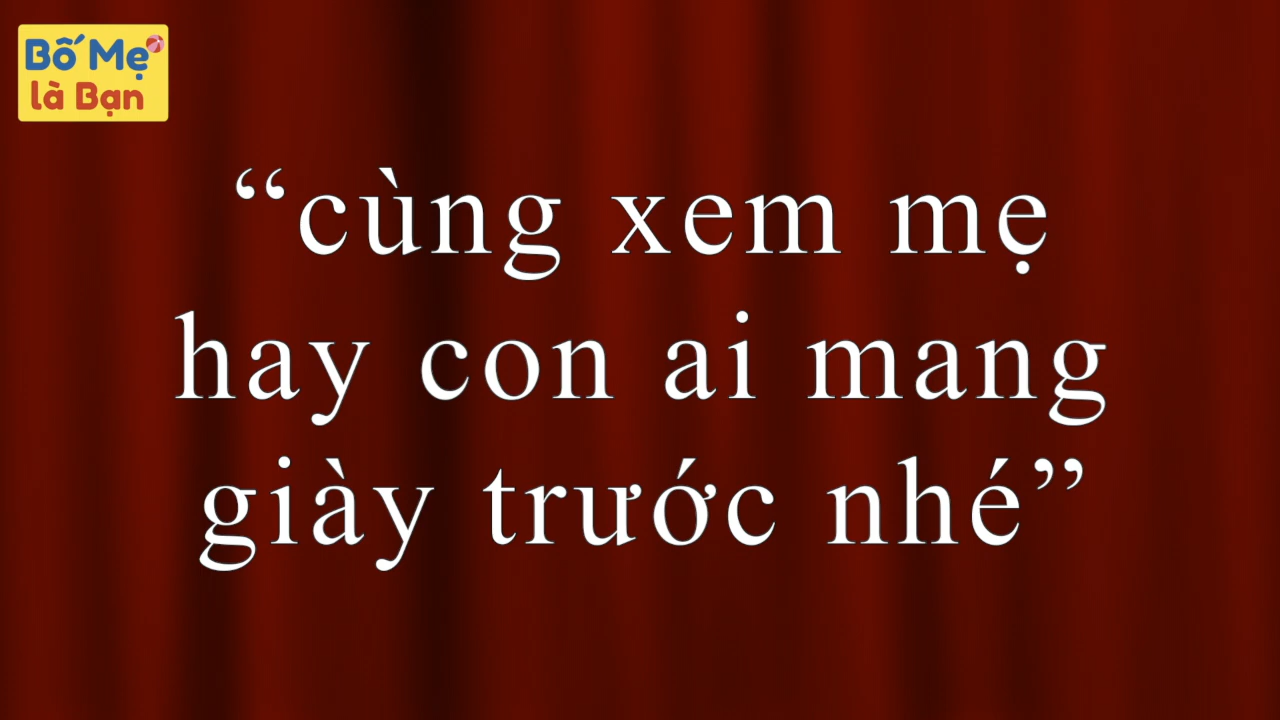 Bố Mẹ
là Bạn
“cùng xem mẹ
hay con ai mang
giày trước nhé”